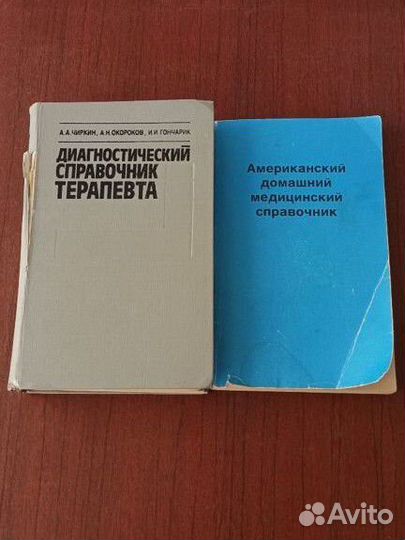 А.А. ЧИРКИН, А.Н. ОКОРОКОВ, И.И. ГОНЧАРИК
ДИАГНОСТИЧЕСКИЙ
СПРАВОЧНИК
ТЕРАПЕВТА
Американский
домашний
медицинский
справочник
Avito